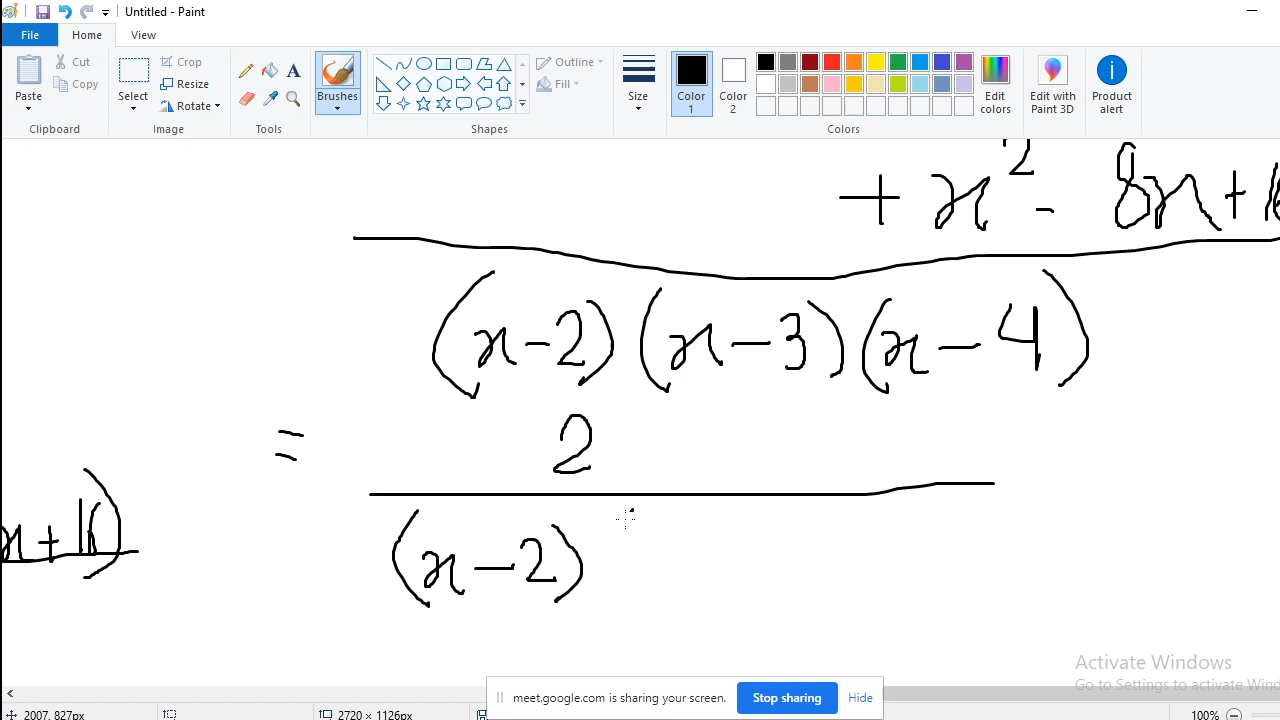 Untitled - Paint
File Home View
Paste Cut Copy Clipboard
Select Crop Resize Rotate Image
A Tools
Brushes
Shapes Outline Fill
Size
Color 1 Color 2 Colors
Edit colors
Edit with Paint 3D
Product alert
+ x² - 8x+
(x-2)(x-3)(x-4)
= 2
(x-2)
x+10)
Activate Windows
Go to Settings to activate Win
meet.google.com is sharing your screen. Stop sharing Hide
2007, 827px 2720 × 1126px 100%